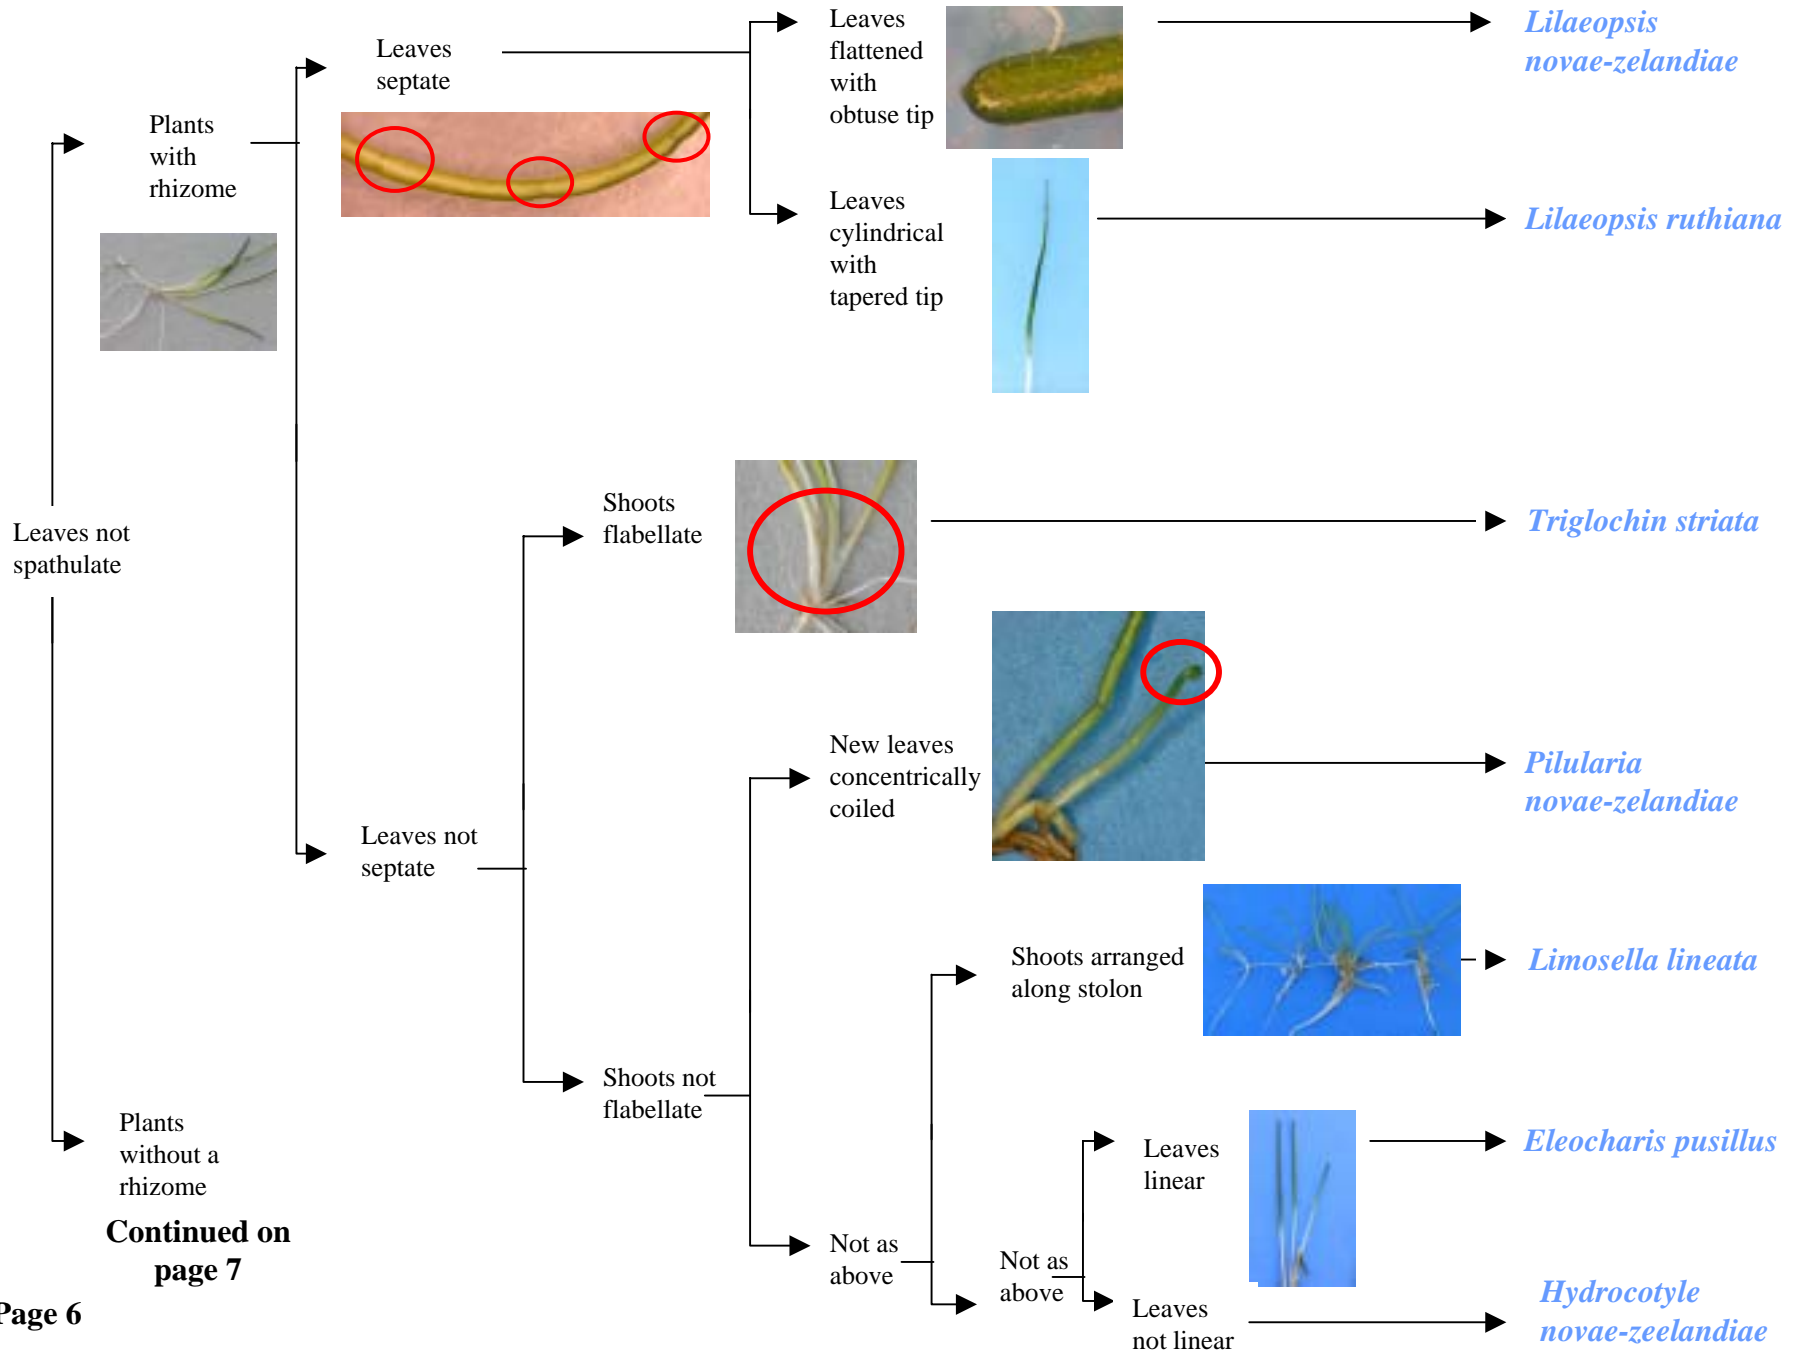 Leaves not
spathulate
Plants
with
rhizome
Leaves
septate
Leaves
flattened
with
obtuse tip
Lilaeopsis
novae-zelandiae
Leaves
cylindrical
with
tapered tip
Lilaeopsis ruthiana
Leaves not
septate
Shoots
flabellate
Triglochin striata
Shoots not
flabellate
New leaves
concentrically
coiled
Pilularia
novae-zelandiae
Not as
above
Shoots arranged
along stolon
Limosella lineata
Not as
above
Leaves
linear
Eleocharis pusillus
Leaves
not linear
Hydrocotyle
novae-zeelandiae
Plants
without a
rhizome
Continued on
page 7
Page 6